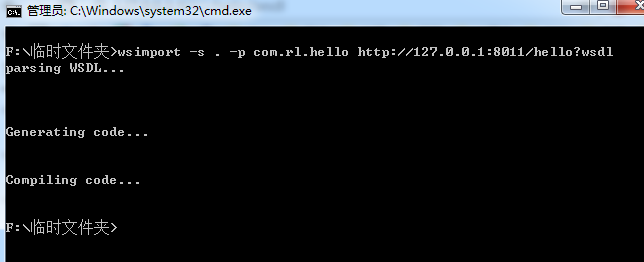 管理员: C:\Windows\system32\cmd.exe
F:\临时文件夹>wsimport -s . -p com.rl.hello http://127.0.0.1:8011/hello?wsdl
parsing WSDL...
Generating code...
Compiling code...
F:\临时文件夹>